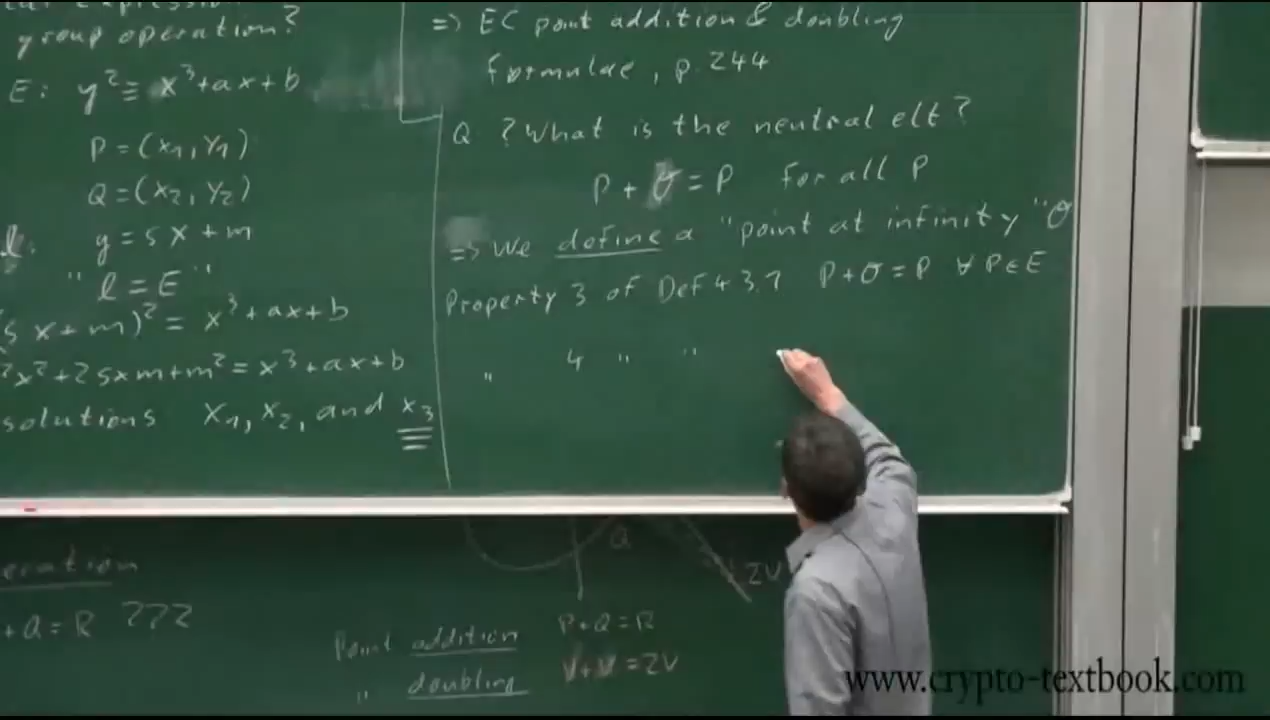 group operation?
E: y² ≡ x³+ax+b
P = (x₁, y₁)
Q = (x₂, y₂)
l: y = sx + m
" l = E "
(sx+m)² = x³+ax+b
²x²+2sxm+m² = x³+ax+b
solutions x₁, x₂, and x₃
=> EC point addition & doubling
formulae, p. 244
Q ? What is the neutral elt?
P + O = P for all P
=> We define a "point at infinity" O
Property 3 of Def 4.3.1 P+O = P ∀ P∈E
" 4 " "
eration
+ Q = R ???
Q
2V
Point addition P+Q = R
" doubling V+V = 2V
www.crypto-textbook.com